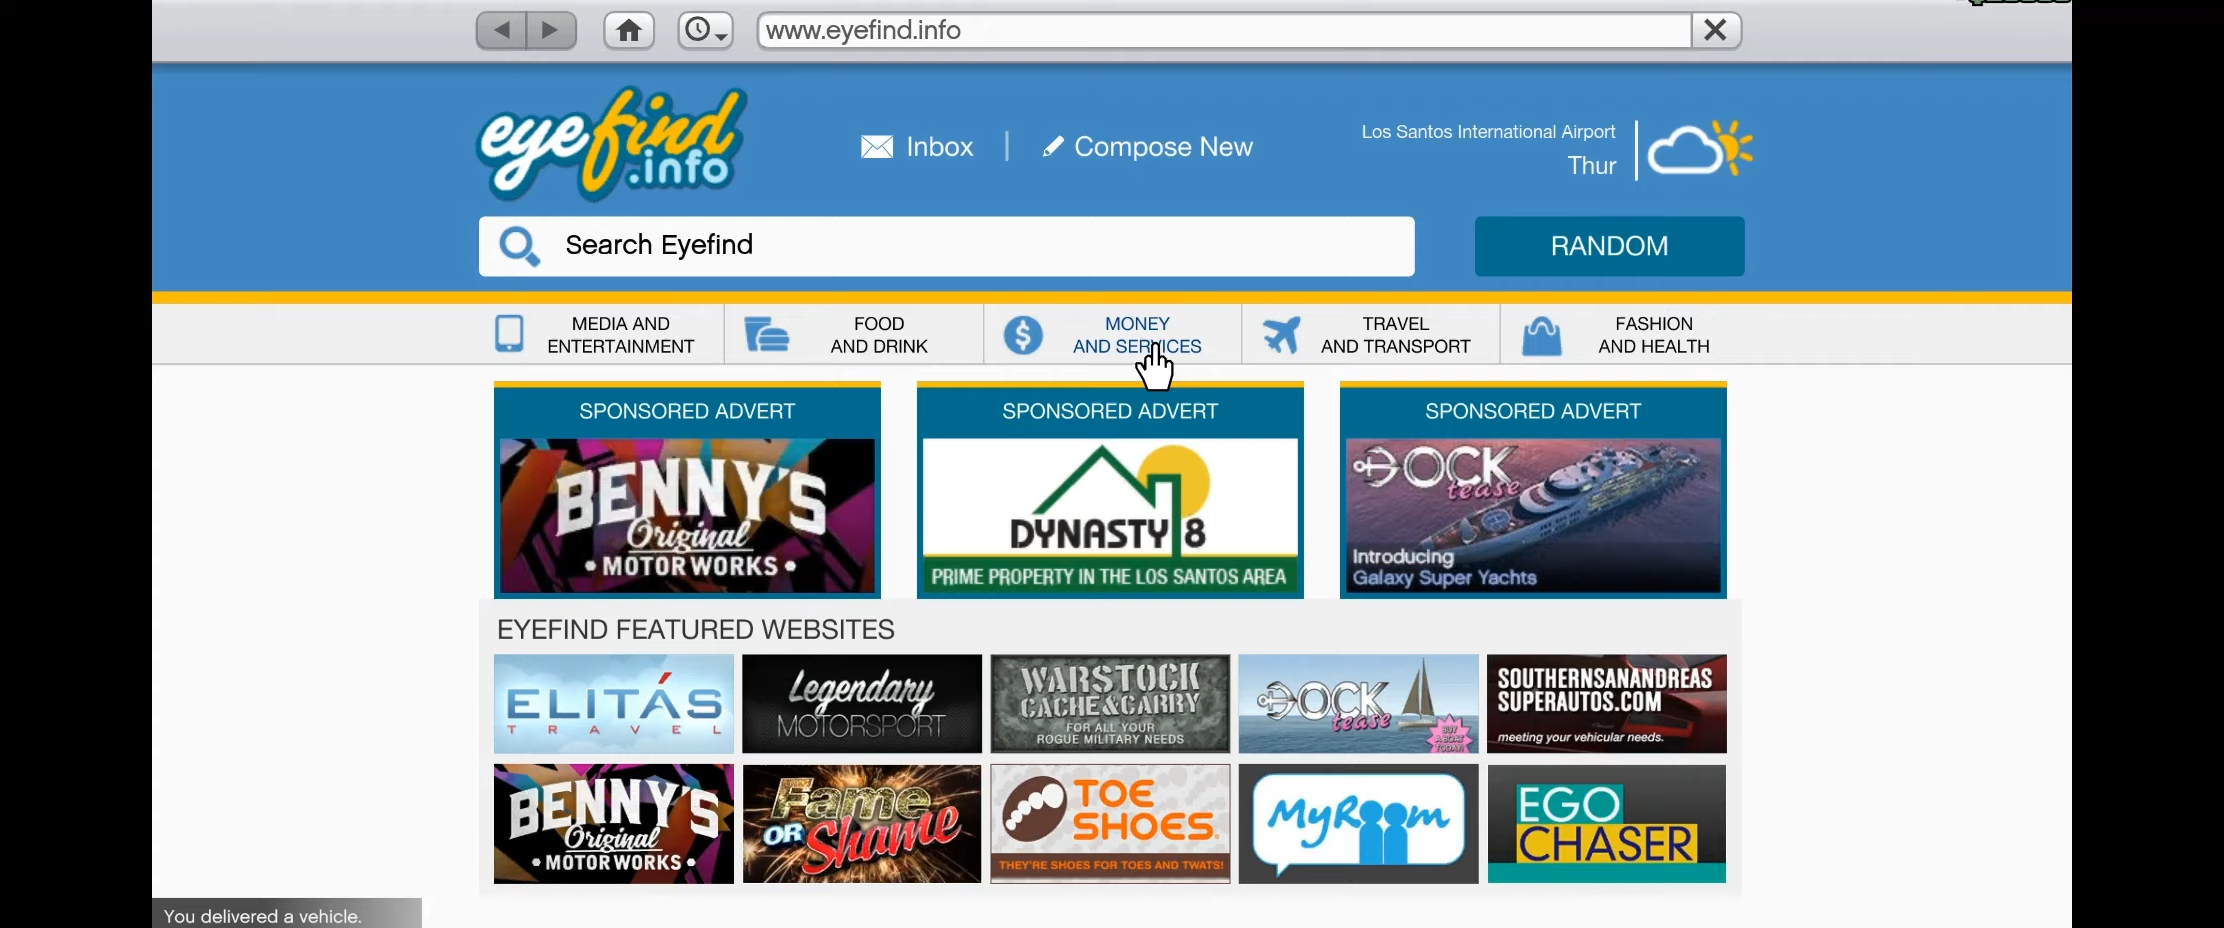 www.eyefind.info
eyefind
.info
Inbox
Compose New
Los Santos International Airport
Thur
Search Eyefind
RANDOM
MEDIA AND
ENTERTAINMENT
FOOD
AND DRINK
MONEY
AND SERVICES
TRAVEL
AND TRANSPORT
FASHION
AND HEALTH
SPONSORED ADVERT
BENNY'S
Original
• MOTOR WORKS •
SPONSORED ADVERT
DYNASTY 8
PRIME PROPERTY IN THE LOS SANTOS AREA
SPONSORED ADVERT
DOCK
tease
Introducing
Galaxy Super Yachts
EYEFIND FEATURED WEBSITES
ELITÁS
TRAVEL
Legendary
MOTORSPORT
WARSTOCK
CACHE&CARRY
FOR ALL YOUR
ROGUE MILITARY NEEDS
DOCK
tease
BUY
A BOAT
TODAY!
SOUTHERNSANANDREAS
SUPERAUTOS.COM
meeting your vehicular needs.
BENNY'S
Original
• MOTOR WORKS •
Fame
OR Shame
TOE
SHOES.
THEY'RE SHOES FOR TOES AND TWATS!
MyRoom
EGO
CHASER
You delivered a vehicle.